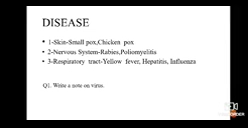 DISEASE
• 1-Skin-Small pox,Chicken pox
• 2-Nervous System-Rabies,Poliomyelitis
• 3-Respiratory tract-Yellow fever, Hepatitis, Influenza
Q1. Write a note on virus.